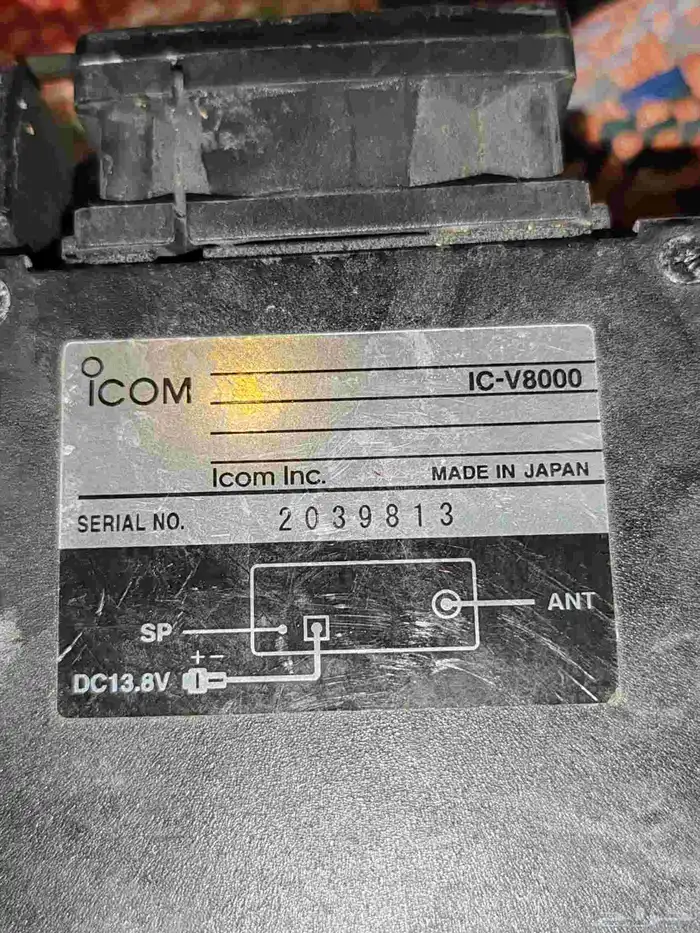 ICOM
IC-V8000
Icom Inc.
MADE IN JAPAN
SERIAL NO. 2039813
ANT
SP
+ -
DC13.8V